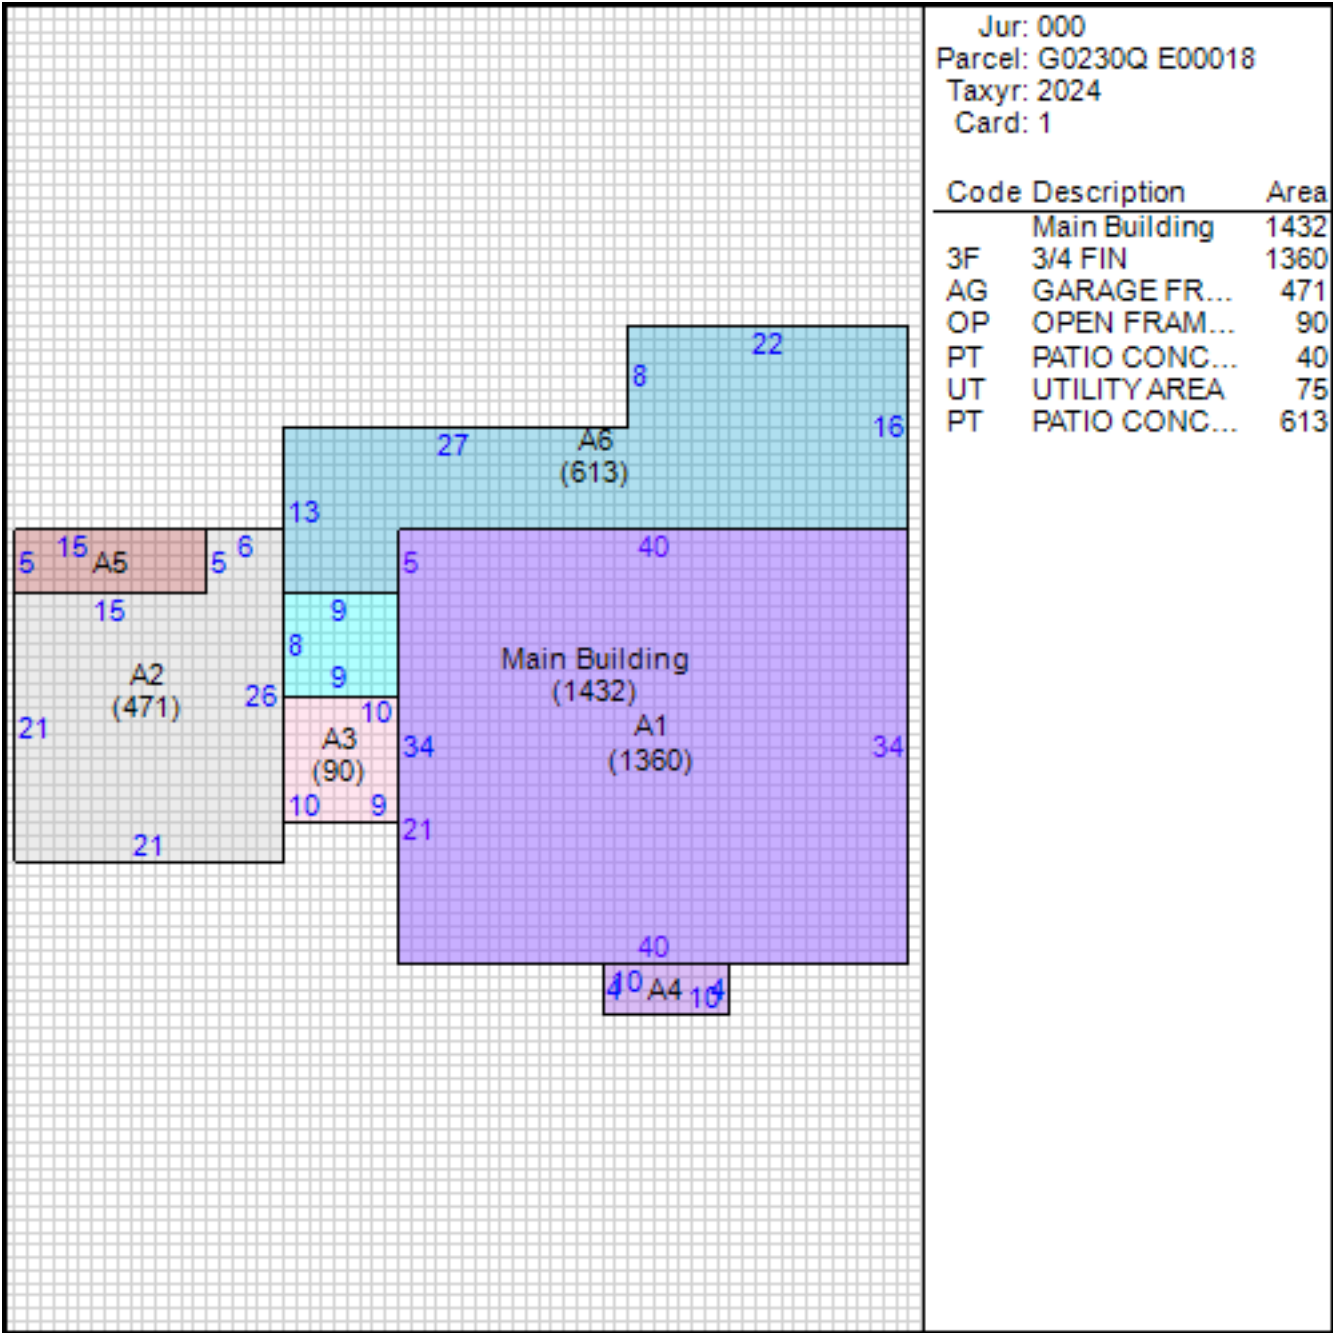 Jur: 000
Parcel: G0230Q E00018
Taxyr: 2024
Card: 1
Code Description Area
Main Building 1432
3F 3/4 FIN 1360
AG GARAGE FR... 471
OP OPEN FRAM... 90
PT PATIO CONC... 40
UT UTILITY AREA 75
PT PATIO CONC... 613
22
8
16
27
A6
(613)
13
5 15 A5 5 6
5 40
15
9
8
Main Building
(1432)
A2
(471)
26
9
10
A1
(1360)
21
A3
(90)
34
34
10 9
21
21
40
4 10 A4 10 4